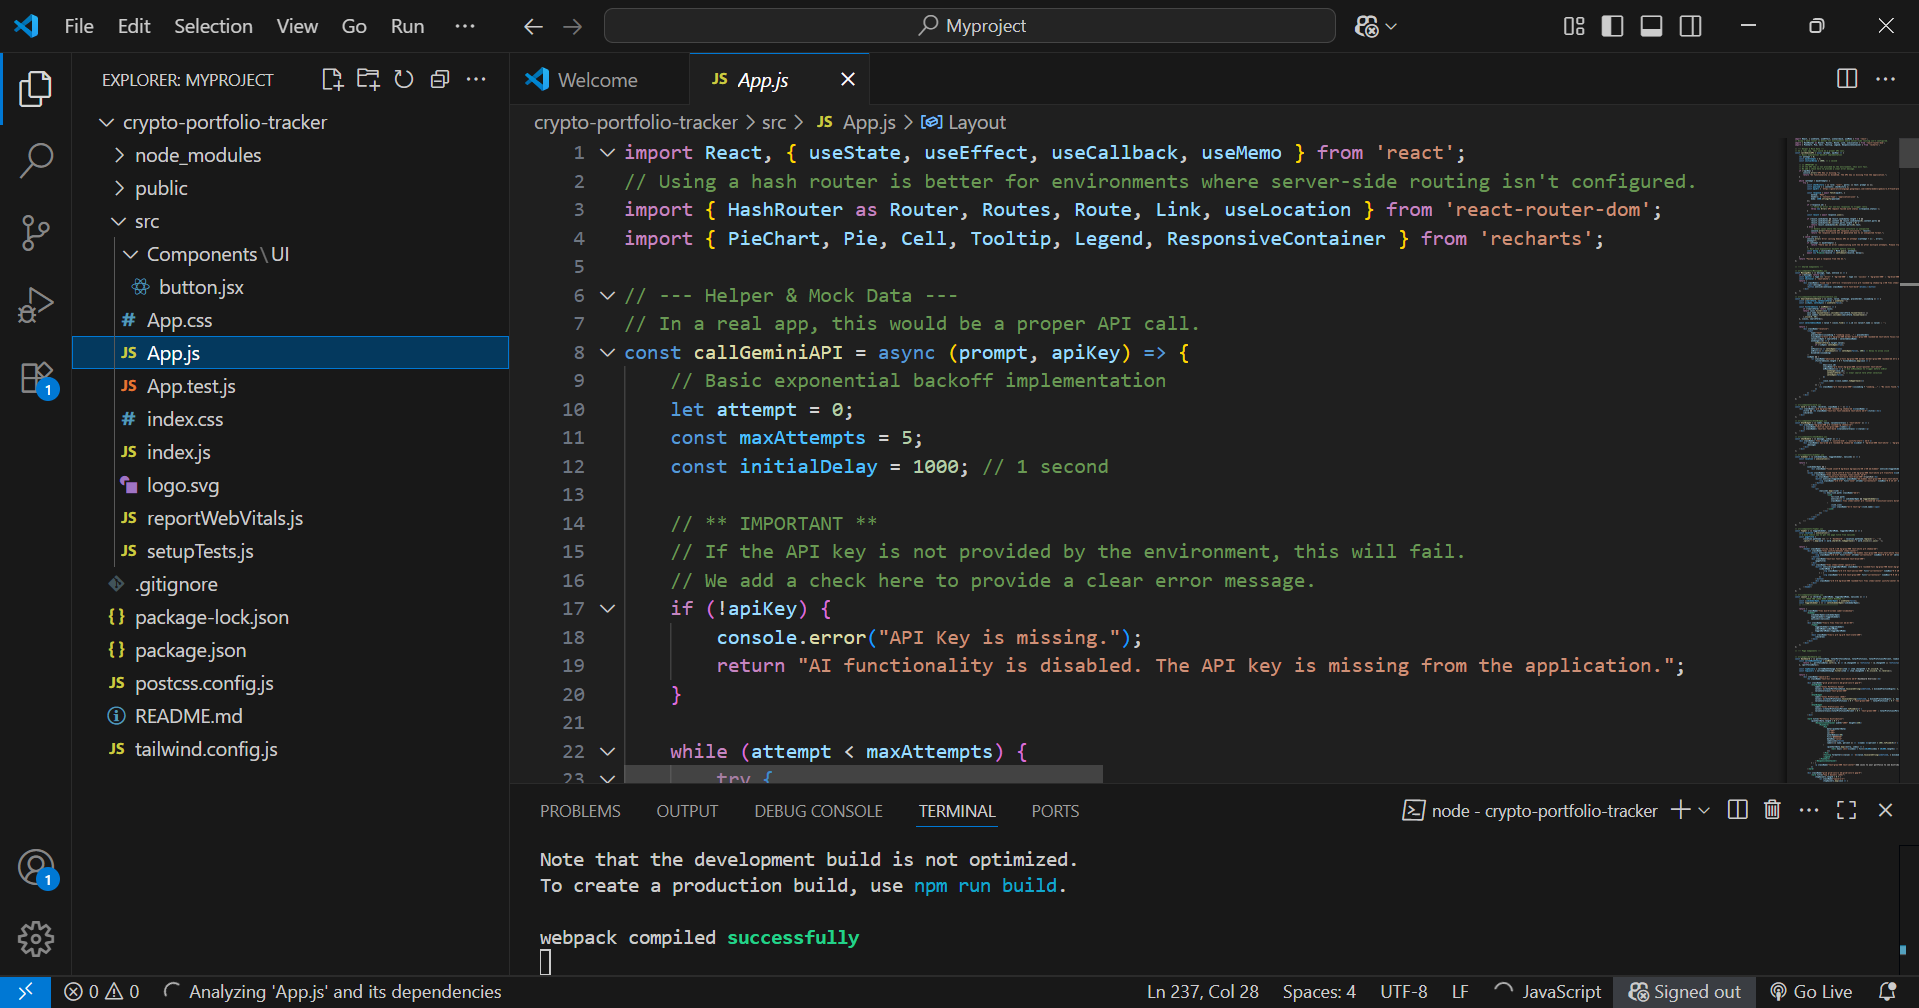 File Edit Selection View Go Run
Myproject
EXPLORER: MYPROJECT
crypto-portfolio-tracker
node_modules
public
src
Components\UI
button.jsx
# App.css
JS App.js
JS App.test.js
# index.css
JS index.js
logo.svg
JS reportWebVitals.js
JS setupTests.js
.gitignore
{} package-lock.json
{} package.json
JS postcss.config.js
README.md
JS tailwind.config.js
1
1
Welcome
JS App.js
crypto-portfolio-tracker > src > JS App.js > Layout
1 import React, { useState, useEffect, useCallback, useMemo } from 'react';
2 // Using a hash router is better for environments where server-side routing isn't configured.
3 import { HashRouter as Router, Routes, Route, Link, useLocation } from 'react-router-dom';
4 import { PieChart, Pie, Cell, Tooltip, Legend, ResponsiveContainer } from 'recharts';
5
6 // --- Helper & Mock Data ---
7 // In a real app, this would be a proper API call.
8 const callGeminiAPI = async (prompt, apiKey) => {
9 // Basic exponential backoff implementation
10 let attempt = 0;
11 const maxAttempts = 5;
12 const initialDelay = 1000; // 1 second
13
14 // ** IMPORTANT **
15 // If the API key is not provided by the environment, this will fail.
16 // We add a check here to provide a clear error message.
17 if (!apiKey) {
18 console.error("API Key is missing.");
19 return "AI functionality is disabled. The API key is missing from the application.";
20 }
21
22 while (attempt < maxAttempts) {
23 try {
PROBLEMS OUTPUT DEBUG CONSOLE TERMINAL PORTS
node - crypto-portfolio-tracker
Note that the development build is not optimized.
To create a production build, use npm run build.
webpack compiled successfully
0 0 Analyzing 'App.js' and its dependencies
Ln 237, Col 28 Spaces: 4 UTF-8 LF JavaScript Signed out Go Live